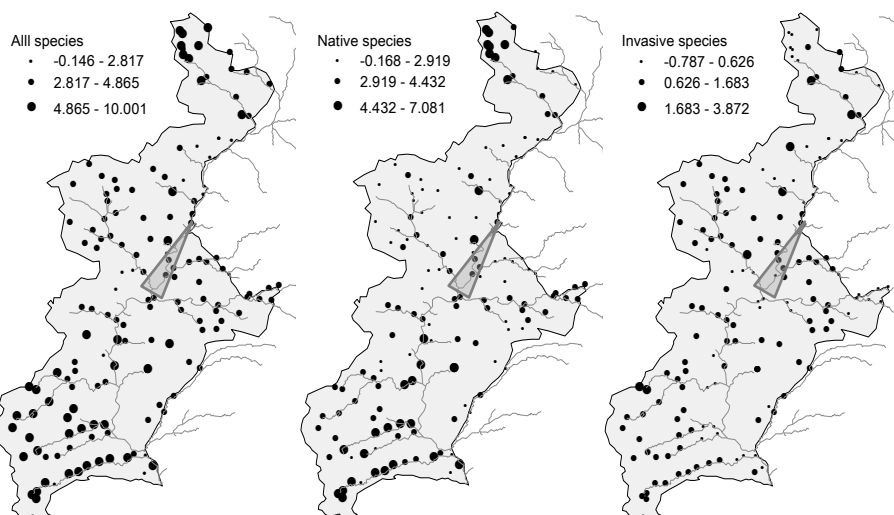 Alll species
-0.146 - 2.817
2.817 - 4.865
4.865 - 10.001
Native species
-0.168 - 2.919
2.919 - 4.432
4.432 - 7.081
Invasive species
-0.787 - 0.626
0.626 - 1.683
1.683 - 3.872